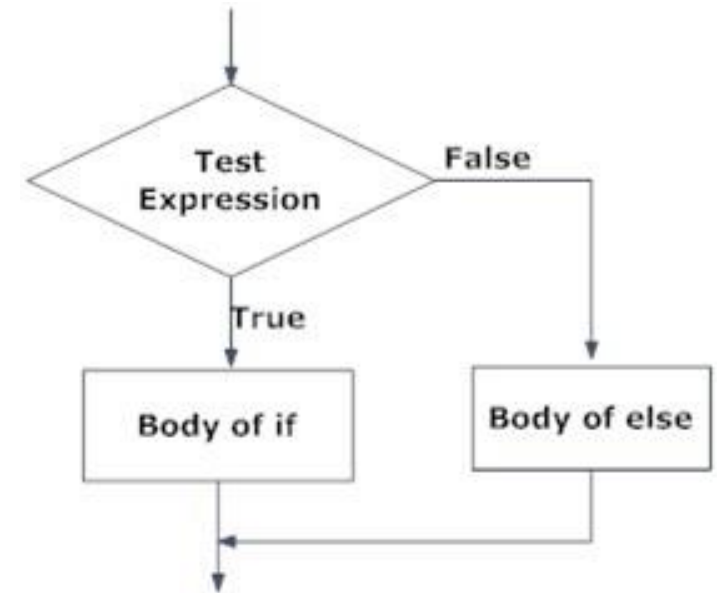 Test
Expression
False
True
Body of if
Body of else